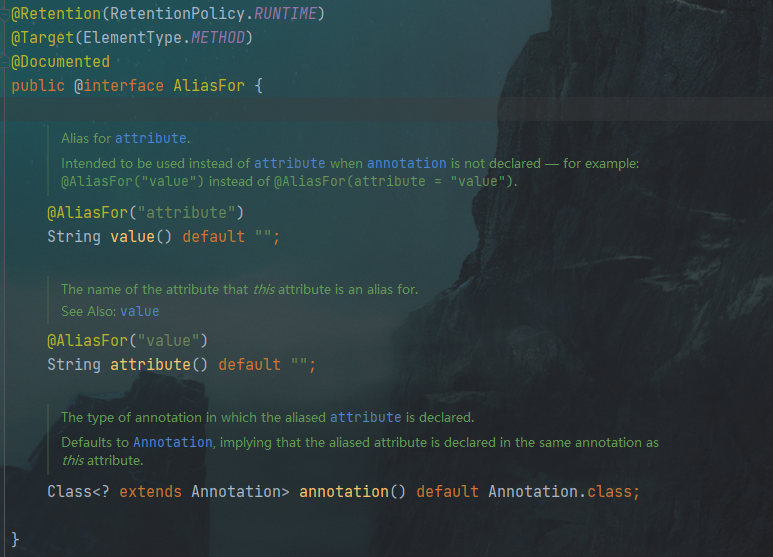 @Retention(RetentionPolicy.RUNTIME)
@Target(ElementType.METHOD)
@Documented
public @interface AliasFor {
Alias for attribute.
Intended to be used instead of attribute when annotation is not declared — for example:
@AliasFor("value") instead of @AliasFor(attribute = "value").
@AliasFor("attribute")
String value() default "";
The name of the attribute that this attribute is an alias for.
See Also: value
@AliasFor("value")
String attribute() default "";
The type of annotation in which the aliased attribute is declared.
Defaults to Annotation, implying that the aliased attribute is declared in the same annotation as
this attribute.
Class<? extends Annotation> annotation() default Annotation.class;
}